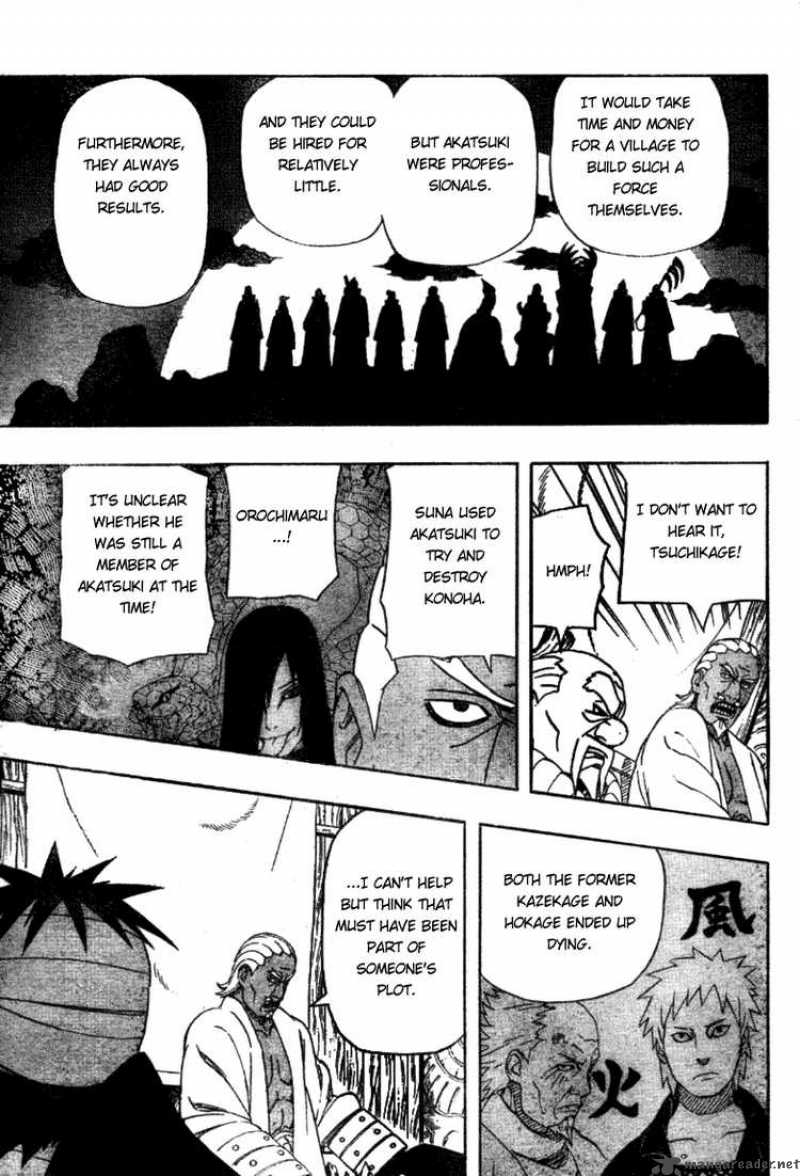 IT WOULD TAKE
TIME AND MONEY
FOR A VILLAGE TO
BUILD SUCH A
FORCE
THEMSELVES.
BUT AKATSUKI
WERE PROFES-
SIONALS.
AND THEY COULD
BE HIRED FOR
RELATIVELY
LITTLE.
FURTHERMORE,
THEY ALWAYS
HAD GOOD
RESULTS.
I DON'T WANT TO
HEAR IT,
TSUCHIKAGE!
HMPH!
SUNA USED
AKATSUKI TO
TRY AND
DESTROY
KONOHA.
OROCHIMARU
...!
IT'S UNCLEAR
WHETHER HE
WAS STILL A
MEMBER OF
AKATSUKI AT THE
TIME!
BOTH THE FORMER
KAZEKAGE AND
HOKAGE ENDED UP
DYING.
風
火
...I CAN'T HELP
BUT THINK THAT
MUST HAVE BEEN
PART OF
SOMEONE'S
PLOT.
mangareader.net